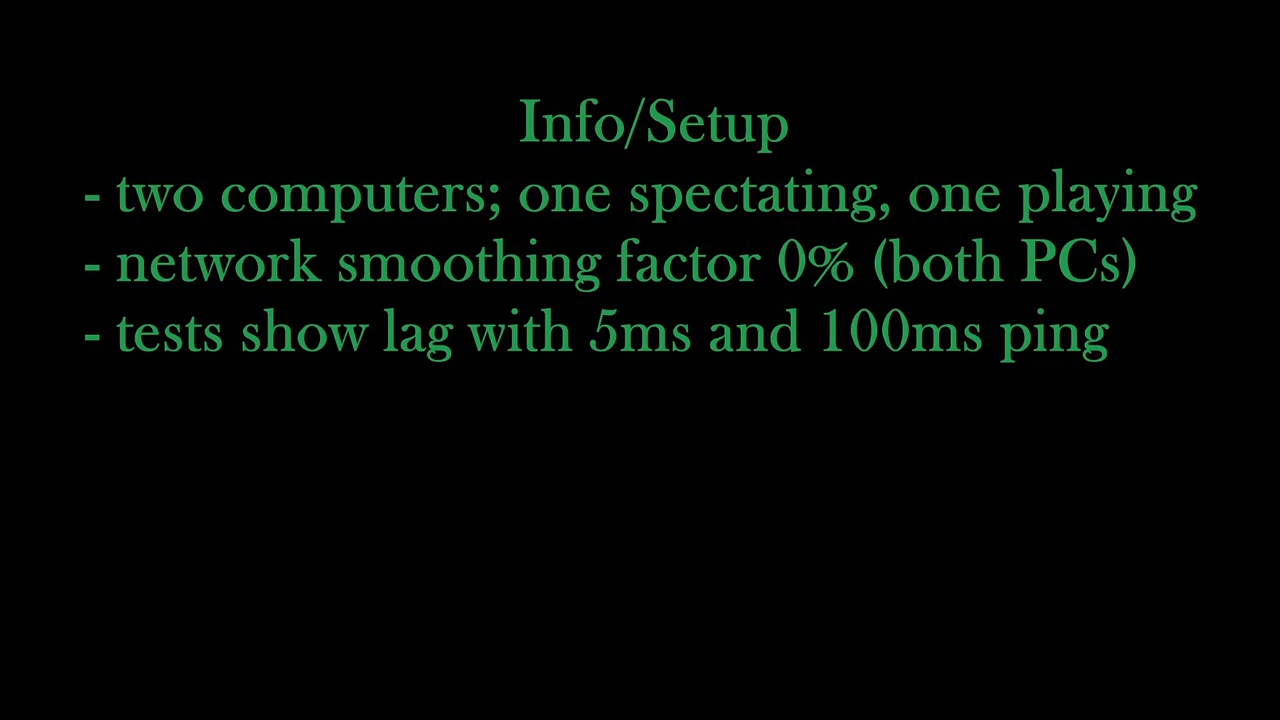 Info/Setup
- two computers; one spectating, one playing
- network smoothing factor 0% (both PCs)
- tests show lag with 5ms and 100ms ping